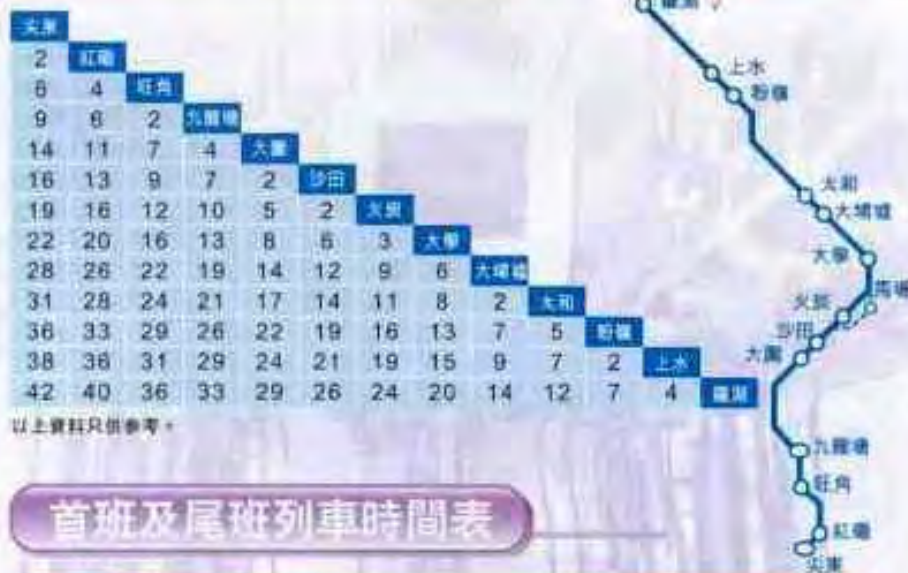 尖東
2 紅磡
6 4 旺角
9 6 2 九龍塘
14 11 7 4 大圍
16 13 9 7 2 沙田
19 16 12 10 5 2 火炭
22 20 16 13 8 6 3 大學
28 26 22 19 14 12 9 6 大埔墟
31 28 24 21 17 14 11 8 2 大和
36 33 29 26 22 19 16 13 7 5 粉嶺
38 36 31 29 24 21 19 15 9 7 2 上水
42 40 36 33 29 26 24 20 14 12 7 4 羅湖
以上資料只供參考。
首班及尾班列車時間表
羅湖
上水
粉嶺
大和
大埔墟
大學
馬場
火炭
沙田
大圍
九龍塘
旺角
紅磡
尖東